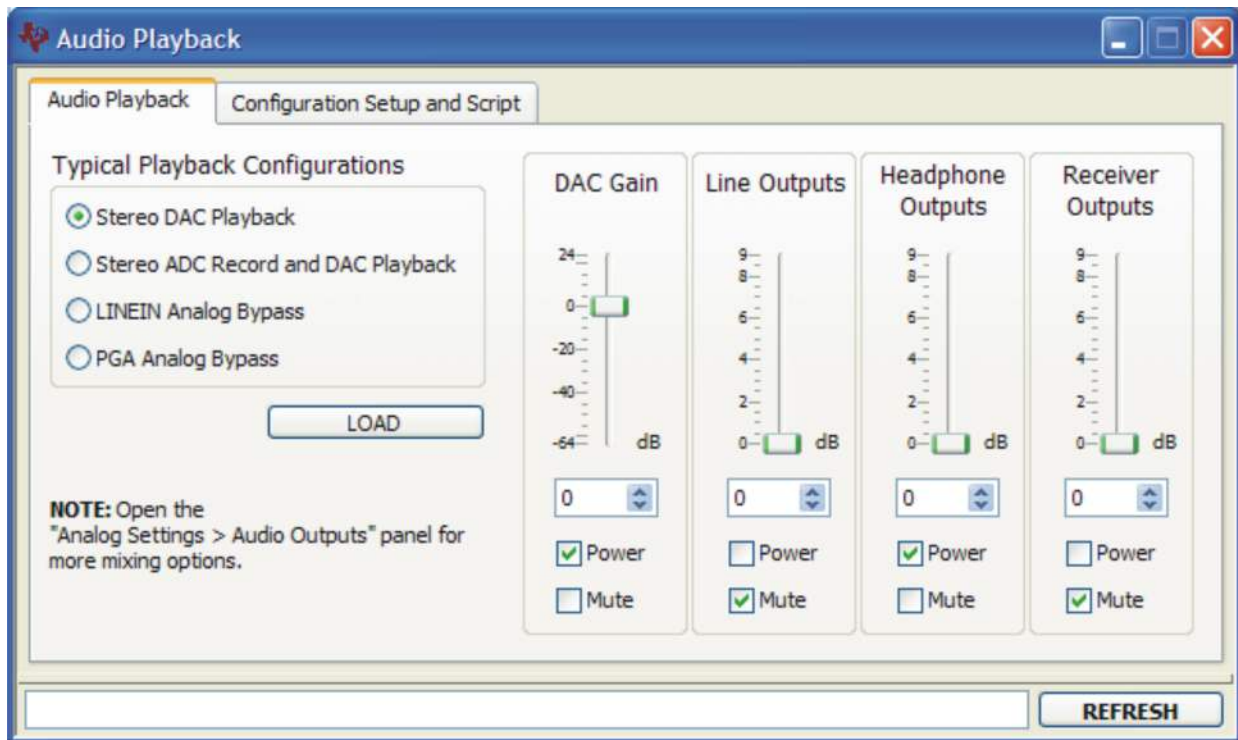 Audio Playback
Audio Playback
Configuration Setup and Script
Typical Playback Configurations
Stereo DAC Playback
Stereo ADC Record and DAC Playback
LINEIN Analog Bypass
PGA Analog Bypass
LOAD
NOTE: Open the
"Analog Settings > Audio Outputs" panel for
more mixing options.
DAC Gain
24
0
-20
-40
-64
dB
0
Power
Mute
Line Outputs
9
8
6
4
2
0
dB
0
Power
Mute
Headphone
Outputs
9
8
6
4
2
0
dB
0
Power
Mute
Receiver
Outputs
9
8
6
4
2
0
dB
0
Power
Mute
REFRESH